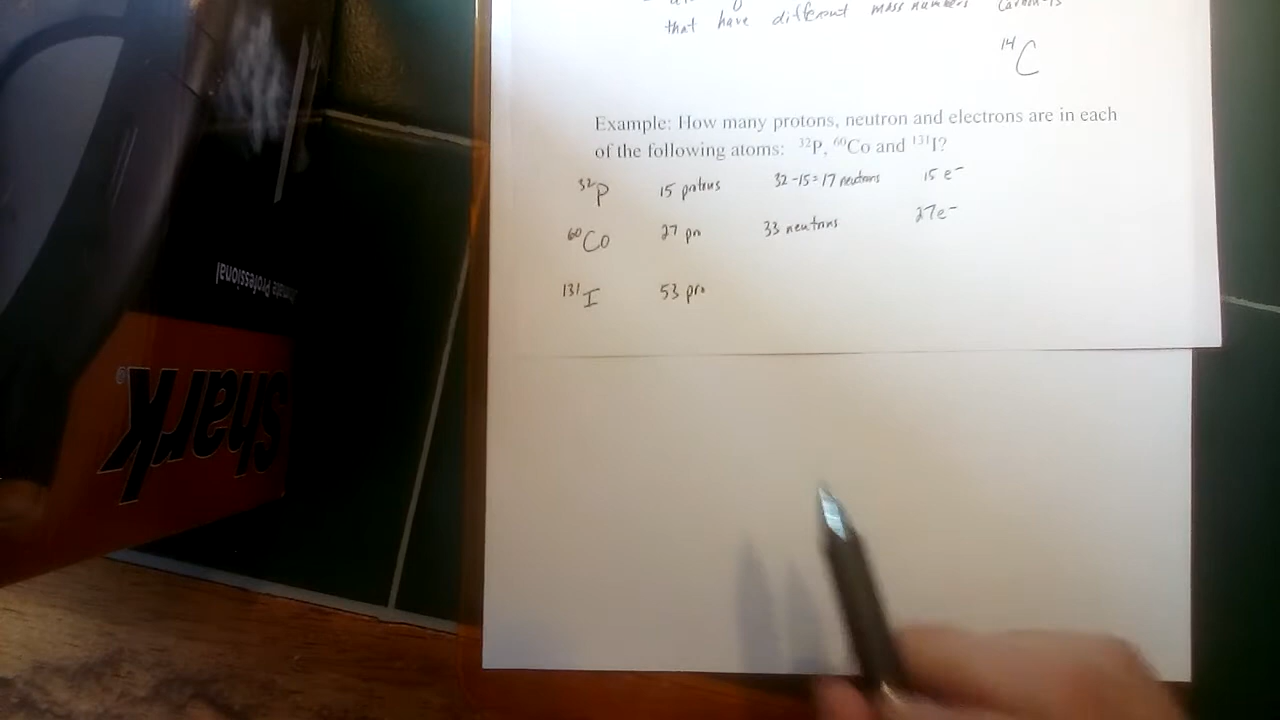 that have different mass numbers
¹⁴C
Example: How many protons, neutron and electrons are in each
of the following atoms: ³²P, ⁶⁰Co and ¹³¹I?
³²P 15 protons 32-15=17 neutrons 15 e⁻
⁶⁰Co 27 pro 33 neutrons 27e⁻
¹³¹I 53 pro
Professional
Shark